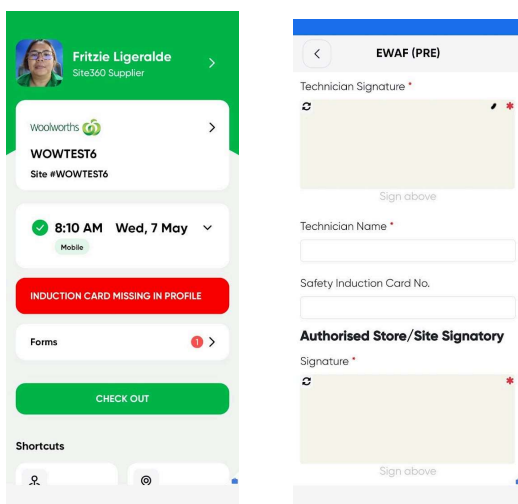 Fritzie Ligeralde
Site360 Supplier
woolworths
WOWTEST6
Site #WOWTEST6
8:10 AM Wed, 7 May
Mobile
INDUCTION CARD MISSING IN PROFILE
Forms 1
CHECK OUT
Shortcuts
EWAF (PRE)
Technician Signature *
Sign above
Technician Name *
Safety Induction Card No.
Authorised Store/Site Signatory
Signature *
Sign above